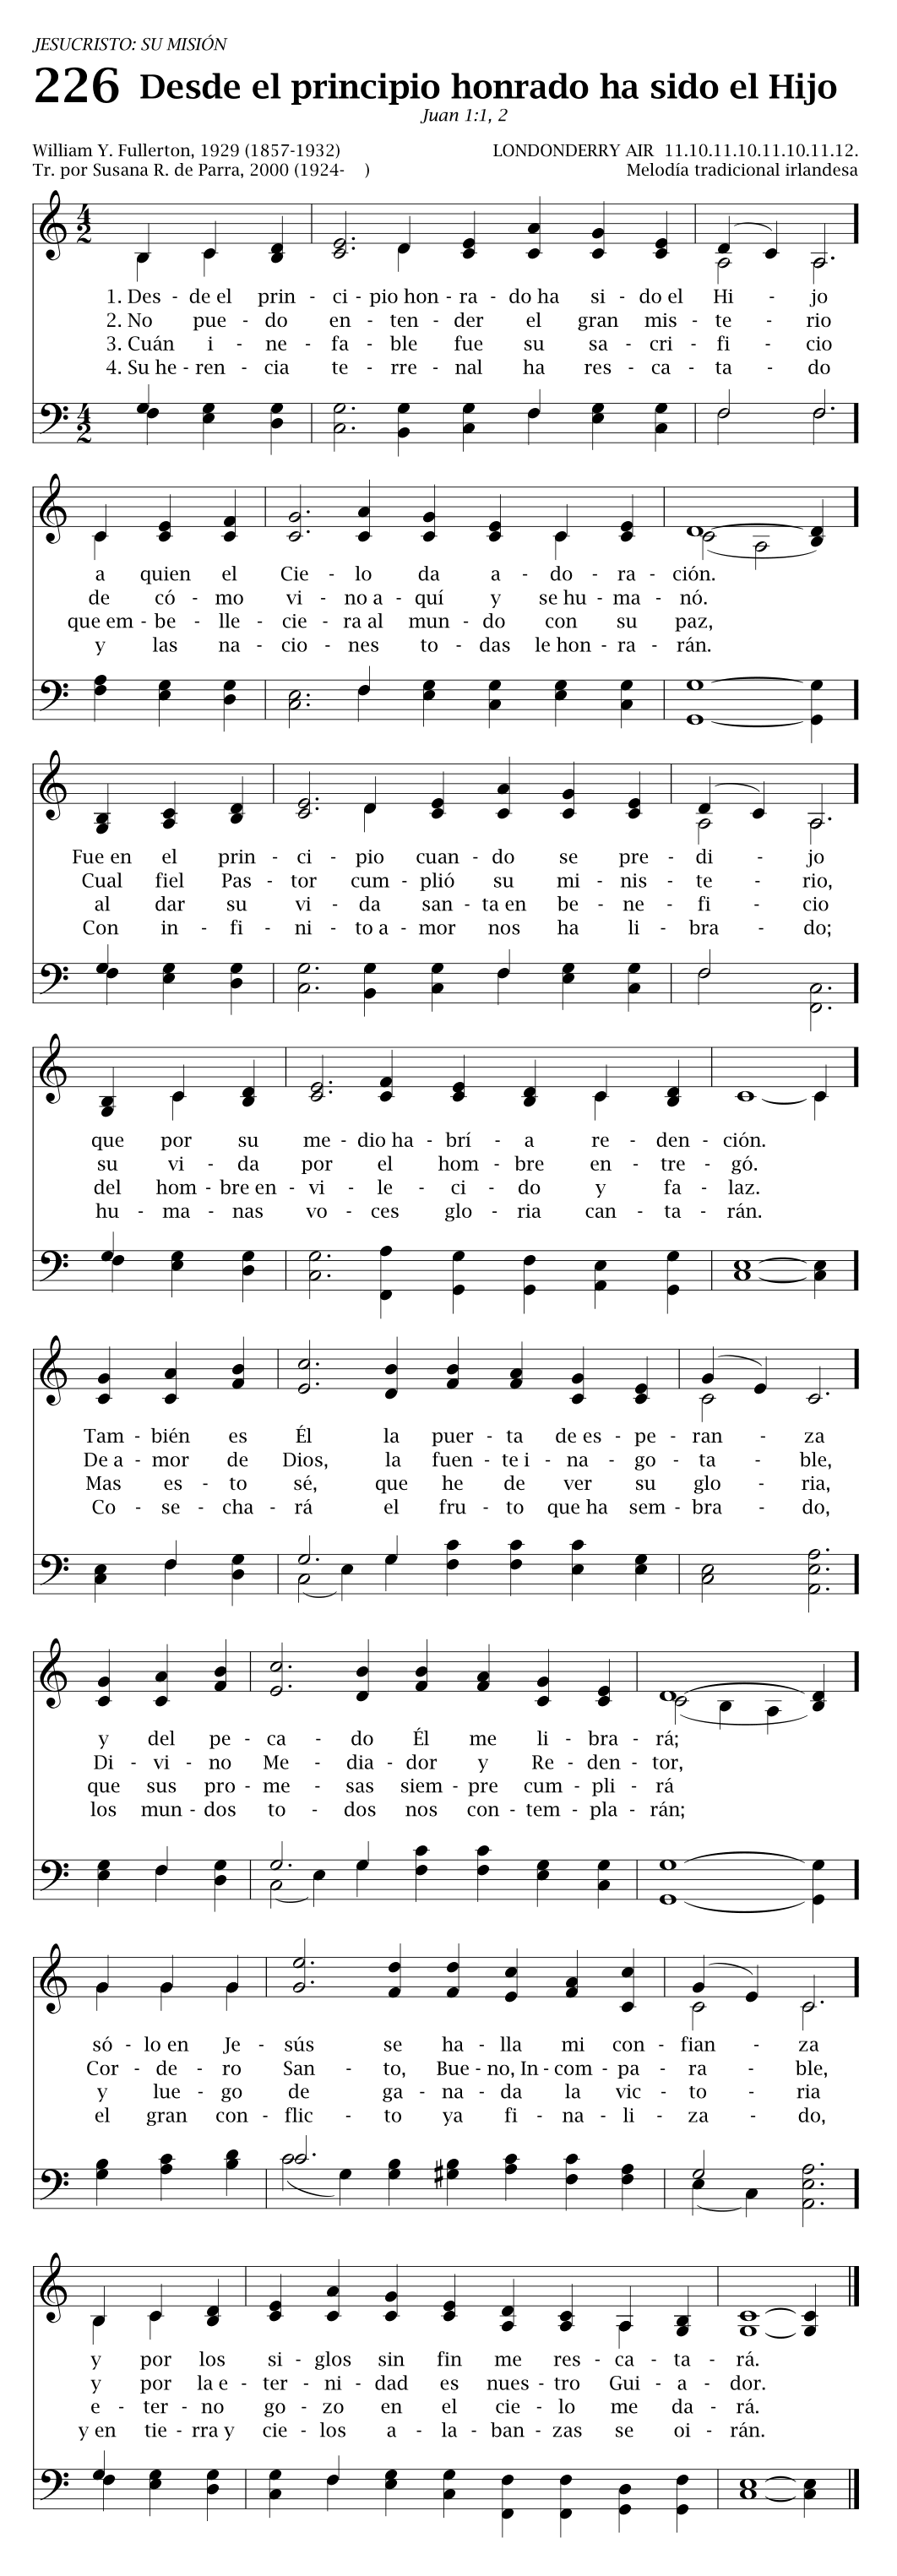 JESUCRISTO: SU MISIÓN
226 Desde el principio honrado ha sido el Hijo
Juan 1:1, 2
William Y. Fullerton, 1929 (1857-1932) LONDONDERRY AIR 11.10.11.10.11.10.11.12.
Tr. por Susana R. de Parra, 2000 (1924- ) Melodía tradicional irlandesa
1. Des - de el prin - ci - pio hon - ra - do ha si - do el Hi - jo
2. No pue - do en - ten - der el gran mis - te - rio
3. Cuán i - ne - fa - ble fue su sa - cri - fi - cio
4. Su he - ren - cia te - rre - nal ha res - ca - ta - do
a quien el Cie - lo da a - do - ra - ción.
de có - mo vi - no a - quí y se hu - ma - nó.
que em - be - lle - cie - ra al mun - do con su paz,
y las na - cio - nes to - das le hon - ra - rán.
Fue en el prin - ci - pio cuan - do se pre - di - jo
Cual fiel Pas - tor cum - plió su mi - nis - te - rio,
al dar su vi - da san - ta en be - ne - fi - cio
Con in - fi - ni - to a - mor nos ha li - bra - do;
que por su me - dio ha - brí - a re - den - ción.
su vi - da por el hom - bre en - tre - gó.
del hom - bre en - vi - le - ci - do y fa - laz.
hu - ma - nas vo - ces glo - ria can - ta - rán.
Tam - bién es Él la puer - ta de es - pe - ran - za
De a - mor de Dios, la fuen - te i - na - go - ta - ble,
Mas es - to sé, que he de ver su glo - ria,
Co - se - cha - rá el fru - to que ha sem - bra - do,
y del pe - ca - do Él me li - bra - rá;
Di - vi - no Me - dia - dor y Re - den - tor,
que sus pro - me - sas siem - pre cum - pli - rá
los mun - dos to - dos nos con - tem - pla - rán;
só - lo en Je - sús se ha - lla mi con - fian - za
Cor - de - ro San - to, Bue - no, In - com - pa - ra - ble,
y lue - go de ga - na - da la vic - to - ria
el gran con - flic - to ya fi - na - li - za - do,
y por los si - glos sin fin me res - ca - ta - rá.
y por la e - ter - ni - dad es nues - tro Gui - a - dor.
e - ter - no go - zo en el cie - lo me da - rá.
y en tie - rra y cie - los a - la - ban - zas se oi - rán.